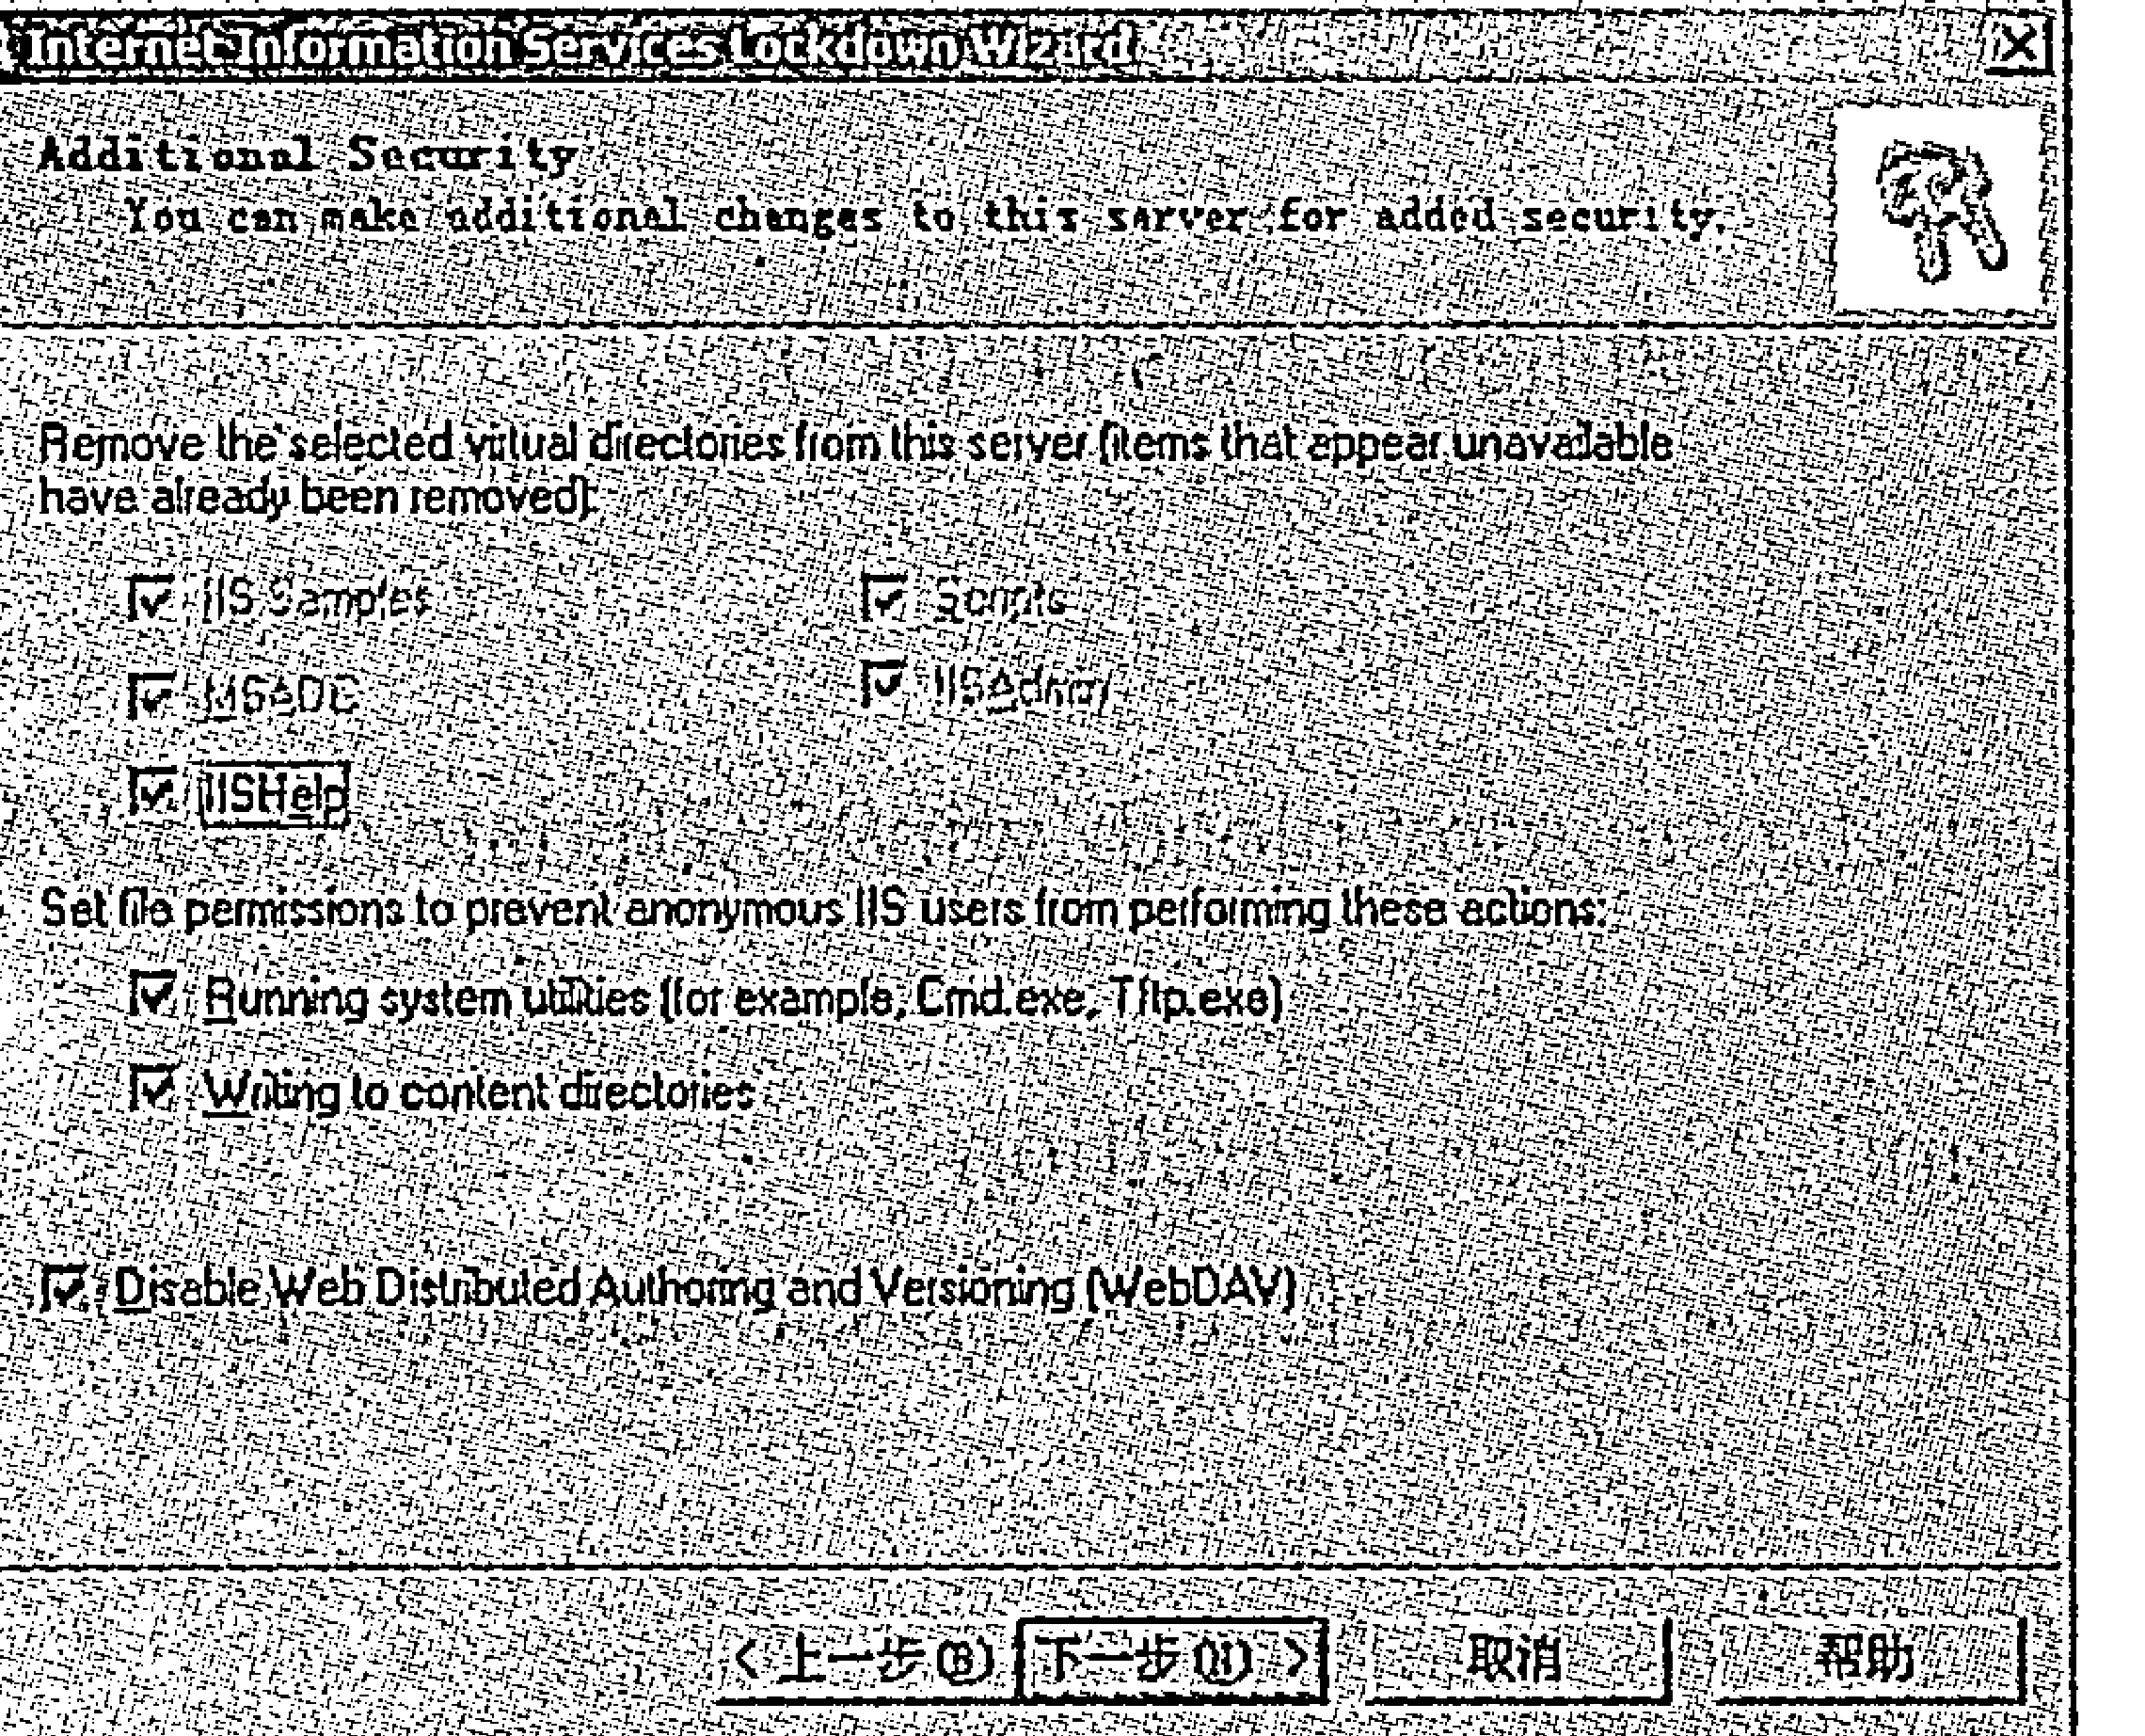 Internet Information Services Lockdown Wizard
Additional Security
You can make additional changes to this server for added security.
Remove the selected virtual directories from this server (items that appear unavailable
have already been removed):
IIS Samples
Scripts
MSADC
IISAdmin
IISHelp
Set file permissions to prevent anonymous IIS users from performing these actions:
Running system utilities (for example, Cmd.exe, Tftp.exe)
Writing to content directories
Disable Web Distributed Authoring and Versioning (WebDAV)
< 上一步(B) 下一步(N) > 取消 帮助